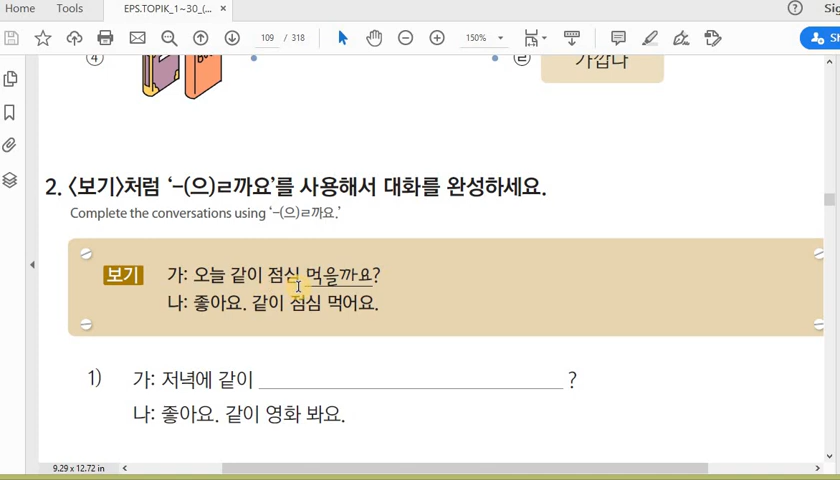 Home Tools EPS.TOPIK_1~30_(... × ? Sig
109 / 318 150% S
④ ㉣ 가깝다
2. 〈보기〉처럼 '-(으)ㄹ까요'를 사용해서 대화를 완성하세요.
Complete the conversations using '-(으)ㄹ까요.'
보기 가: 오늘 같이 점심 먹을까요?
나: 좋아요. 같이 점심 먹어요.
1) 가: 저녁에 같이 ?
나: 좋아요. 같이 영화 봐요.
9.29 x 12.72 in